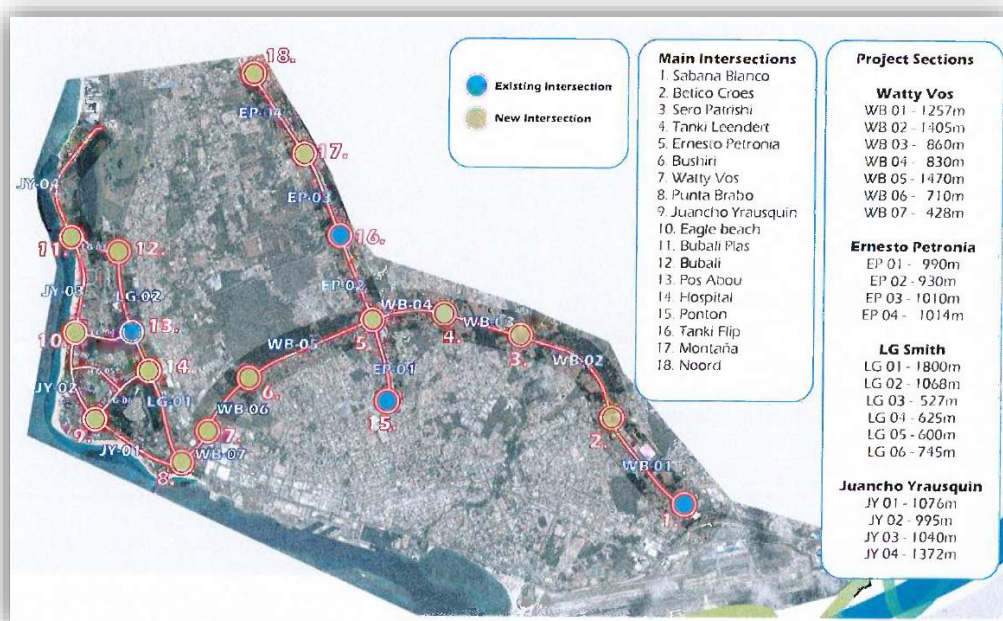 Existing Intersection
New Intersection
Main Intersections
1. Sabana Blanco
2. Betico Croes
3. Sero Patrishi
4. Tanki Leendert
5. Ernesto Petronia
6. Bushiri
7. Watty Vos
8. Punta Brabo
9. Juancho Yrausquin
10. Eagle beach
11. Bubali Plas
12. Bubali
13. Pos Abou
14. Hospital
15. Ponton
16. Tanki Flip
17. Montaña
18. Noord
Project Sections
Watty Vos
WB 01 - 1257m
WB 02 - 1405m
WB 03 - 860m
WB 04 - 830m
WB 05 - 1470m
WB 06 - 710m
WB 07 - 428m
Ernesto Petronia
EP 01 - 990m
EP 02 - 930m
EP 03 - 1010m
EP 04 - 1014m
LG Smith
LG 01 - 1800m
LG 02 - 1068m
LG 03 - 527m
LG 04 - 625m
LG 05 - 600m
LG 06 - 745m
Juancho Yrausquin
JY 01 - 1076m
JY 02 - 995m
JY 03 - 1040m
JY 04 - 1372m
18.
EP-04
17.
EP-03
16.
EP-02
JY-04
11.
12.
JY-03
LG-02
10.
13.
14.
JY-02
LG-06
LG-01
9.
JY-01
8.
WB-07
7.
WB-06
6.
WB-05
5.
WB-04
4.
WB-03
3.
WB-02
EP-01
15.
2.
WB-01
1.